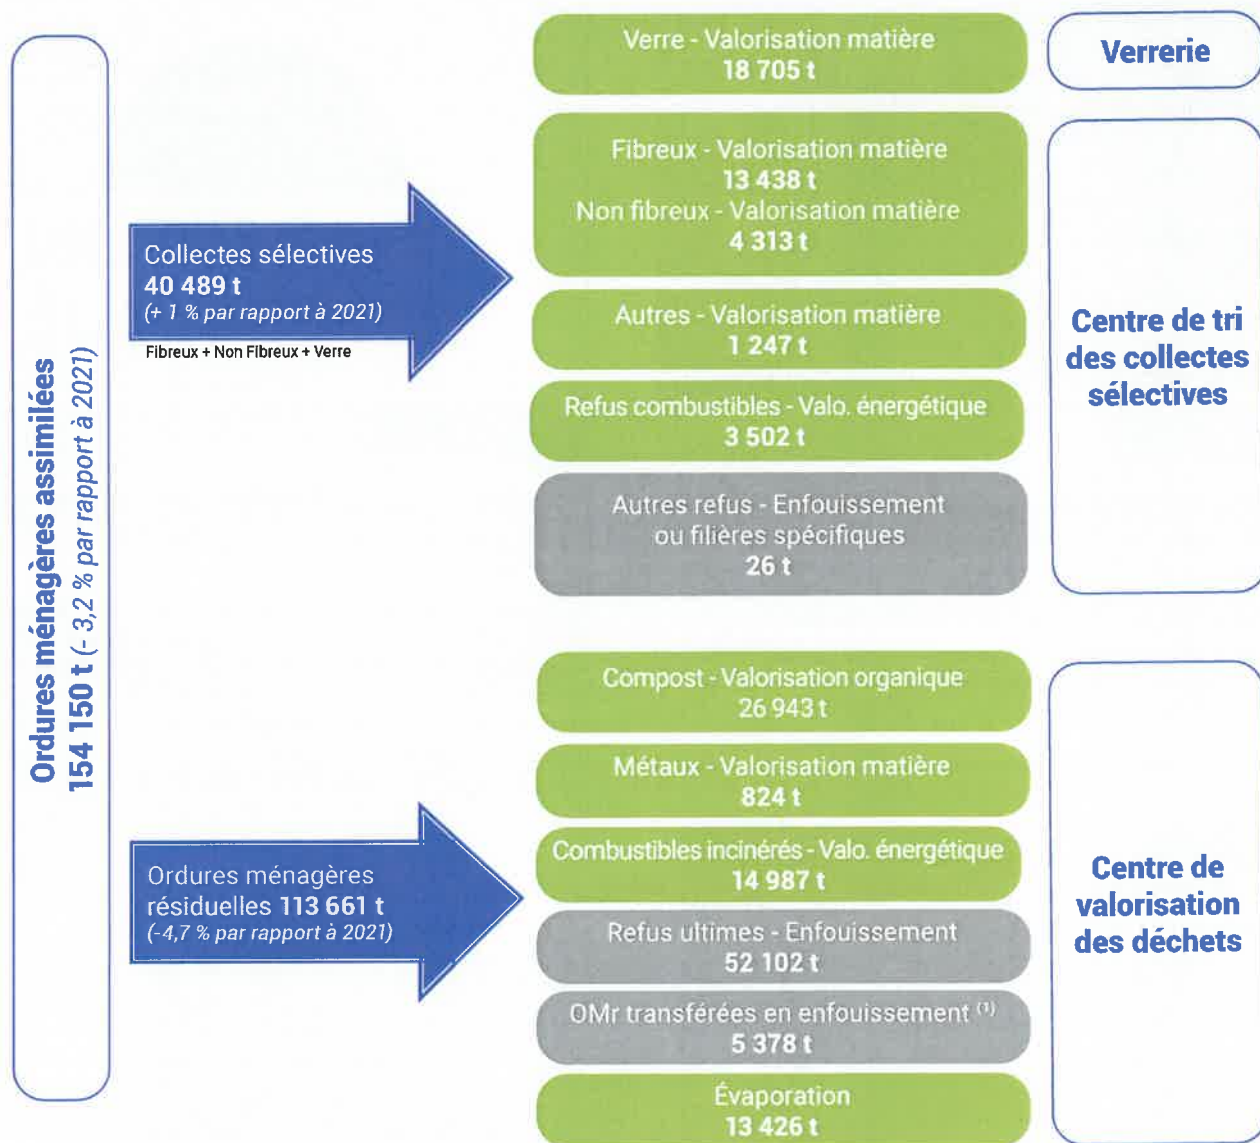 Ordures ménagères assimilées
154 150 t (- 3,2 % par rapport à 2021)
Collectes sélectives
40 489 t
(+ 1 % par rapport à 2021)
Fibreux + Non Fibreux + Verre
Verre - Valorisation matière
18 705 t
Verrerie
Fibreux - Valorisation matière
13 438 t
Non fibreux - Valorisation matière
4 313 t
Autres - Valorisation matière
1 247 t
Refus combustibles - Valo. énergétique
3 502 t
Autres refus - Enfouissement
ou filières spécifiques
26 t
Centre de tri
des collectes
sélectives
Ordures ménagères
résiduelles 113 661 t
(-4,7 % par rapport à 2021)
Compost - Valorisation organique
26 943 t
Métaux - Valorisation matière
824 t
Combustibles incinérés - Valo. énergétique
14 987 t
Refus ultimes - Enfouissement
52 102 t
OMr transférées en enfouissement (1)
5 378 t
Évaporation
13 426 t
Centre de
valorisation
des déchets